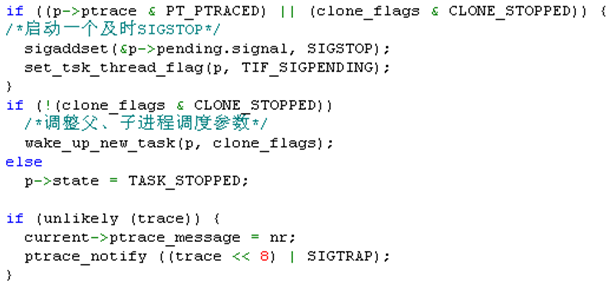 if ((p->ptrace & PT_PTRACED) || (clone_flags & CLONE_STOPPED)) {
/*启动一个及时SIGSTOP*/
sigaddset(&p->pending.signal, SIGSTOP);
set_tsk_thread_flag(p, TIF_SIGPENDING);
}
if (!(clone_flags & CLONE_STOPPED))
/*调整父、子进程调度参数*/
wake_up_new_task(p, clone_flags);
else
p->state = TASK_STOPPED;
if (unlikely (trace)) {
current->ptrace_message = nr;
ptrace_notify ((trace << 8) | SIGTRAP);
}